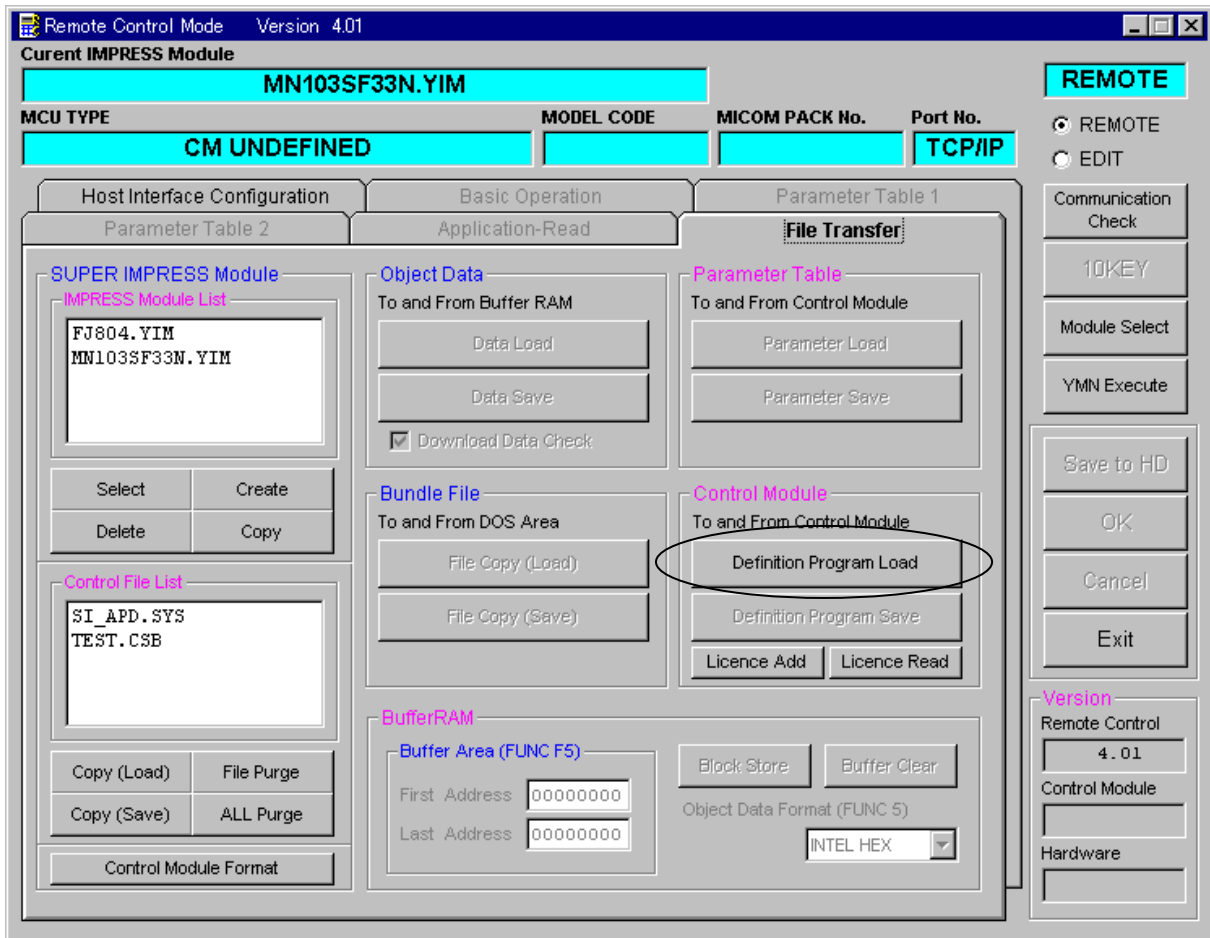 Remote Control Mode Version 4.01
Curent IMPRESS Module
MN103SF33N.YIM
REMOTE
MCU TYPE
MODEL CODE
MICOM PACK No.
Port No.
CM UNDEFINED
TCP/IP
REMOTE
EDIT
Host Interface Configuration
Basic Operation
Parameter Table 1
Parameter Table 2
Application-Read
File Transfer
SUPER IMPRESS Module
IMPRESS Module List
FJ804.YIM
MN103SF33N.YIM
Select
Create
Delete
Copy
Control File List
SI_APD.SYS
TEST.CSB
Copy (Load)
File Purge
Copy (Save)
ALL Purge
Control Module Format
Object Data
To and From Buffer RAM
Data Load
Data Save
Download Data Check
Parameter Table
To and From Control Module
Parameter Load
Parameter Save
Bundle File
To and From DOS Area
File Copy (Load)
File Copy (Save)
Control Module
To and From Control Module
Definition Program Load
Definition Program Save
Licence Add
Licence Read
BufferRAM
Buffer Area (FUNC F5)
First Address
00000000
Last Address
00000000
Block Store
Buffer Clear
Object Data Format (FUNC 5)
INTEL HEX
Communication
Check
10KEY
Module Select
YMN Execute
Save to HD
OK
Cancel
Exit
Version
Remote Control
4.01
Control Module
Hardware